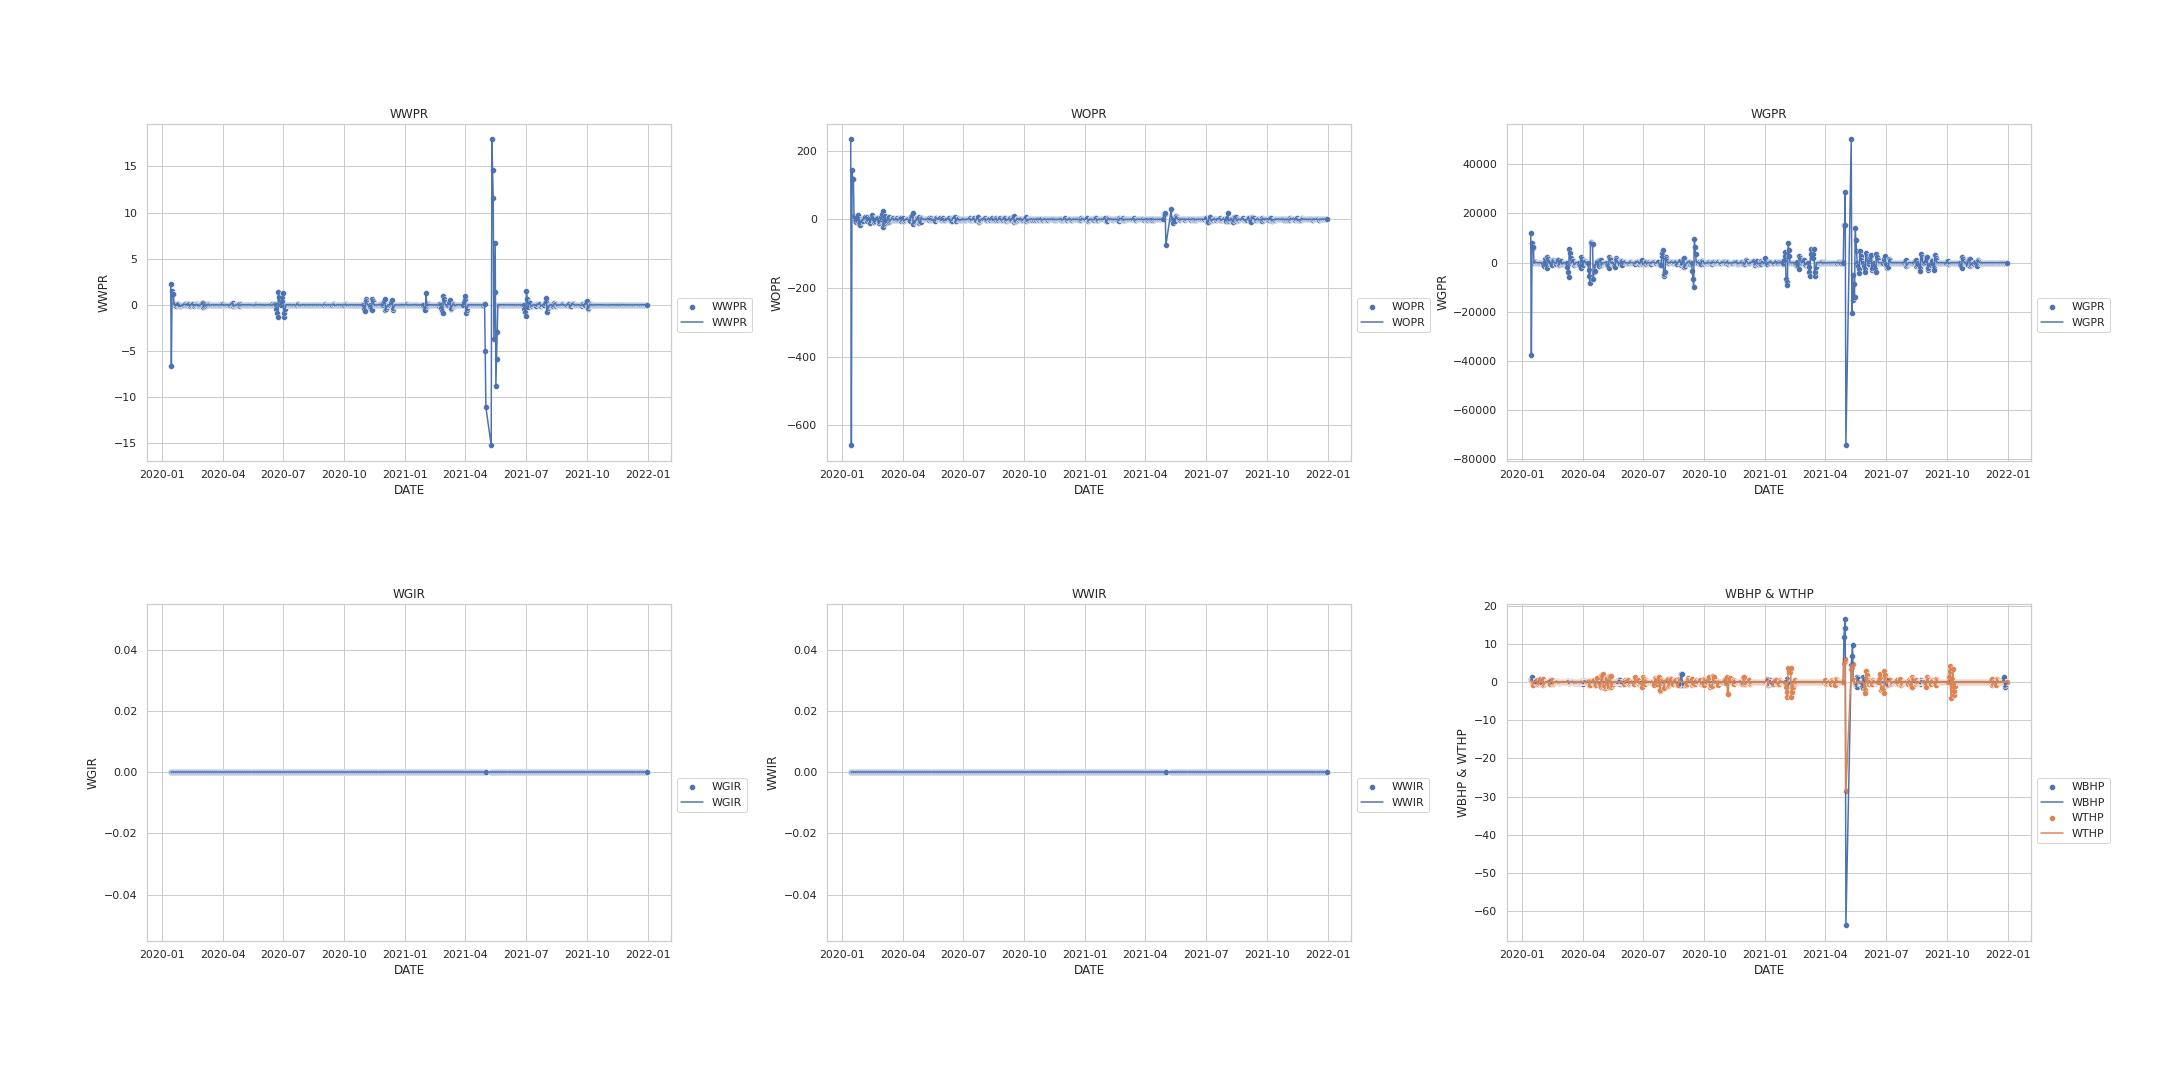 WWPR
WWPR
15
10
5
0
−5
−10
−15
2020-01 2020-04 2020-07 2020-10 2021-01 2021-04 2021-07 2021-10 2022-01
DATE
WWPR
WWPR
WOPR
WOPR
200
0
−200
−400
−600
2020-01 2020-04 2020-07 2020-10 2021-01 2021-04 2021-07 2021-10 2022-01
DATE
WOPR
WOPR
WGPR
WGPR
40000
20000
0
−20000
−40000
−60000
−80000
2020-01 2020-04 2020-07 2020-10 2021-01 2021-04 2021-07 2021-10 2022-01
DATE
WGPR
WGPR
WGIR
WGIR
0.04
0.02
0.00
−0.02
−0.04
2020-01 2020-04 2020-07 2020-10 2021-01 2021-04 2021-07 2021-10 2022-01
DATE
WGIR
WGIR
WWIR
WWIR
0.04
0.02
0.00
−0.02
−0.04
2020-01 2020-04 2020-07 2020-10 2021-01 2021-04 2021-07 2021-10 2022-01
DATE
WWIR
WWIR
WBHP & WTHP
WBHP & WTHP
20
10
0
−10
−20
−30
−40
−50
−60
2020-01 2020-04 2020-07 2020-10 2021-01 2021-04 2021-07 2021-10 2022-01
DATE
WBHP
WBHP
WTHP
WTHP